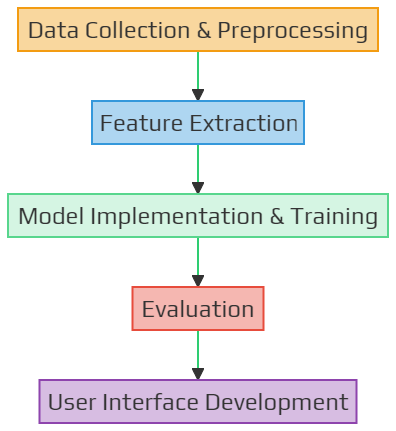 Data Collection & Preprocessing
Feature Extraction
Model Implementation & Training
Evaluation
User Interface Development